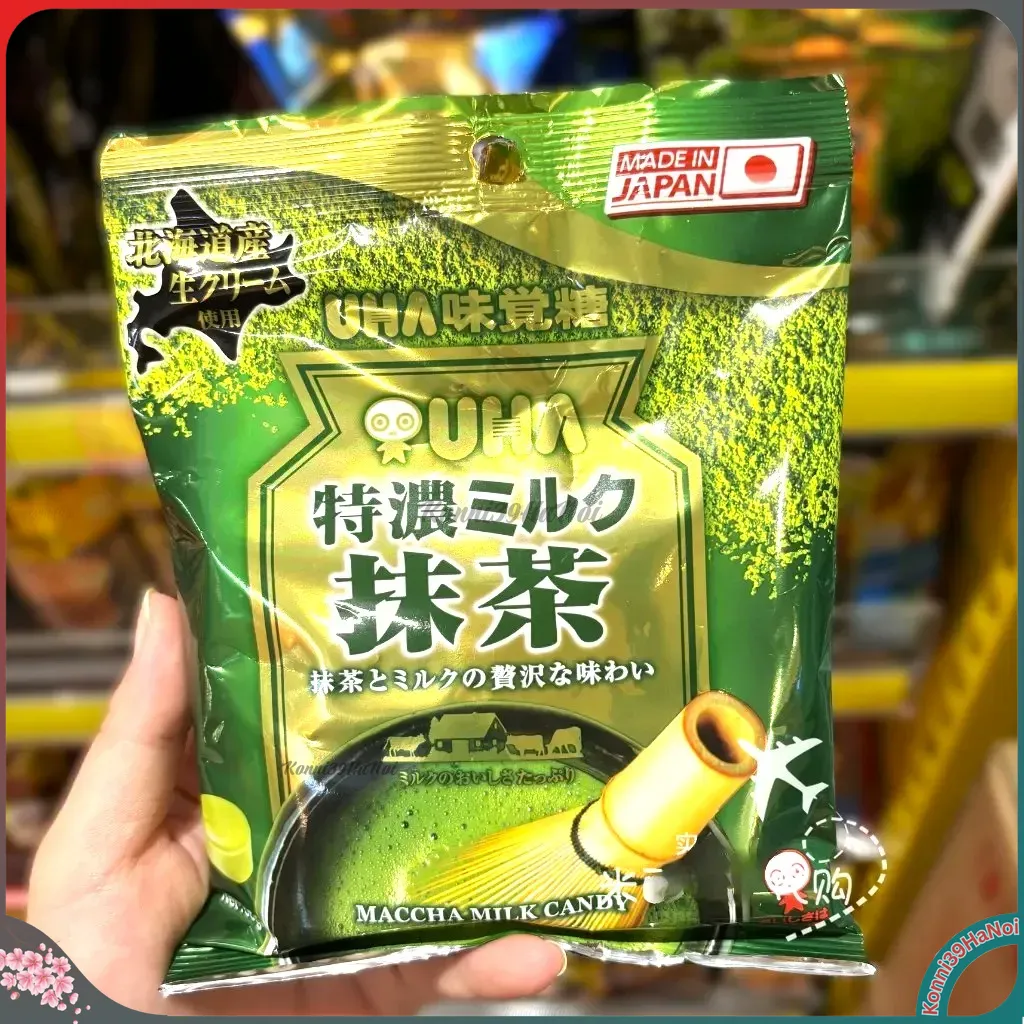 MADE IN
JAPAN
北海道産
生クリーム
使用
UHA味覚糖
UHA
特濃ミルク
Konni39HaNoi
抹茶
抹茶とミルクの贅沢な味わい
Konni39HaNoi
ミルクのおいしさたっぷり
购
MACCHA MILK CANDY
Konni39HaNoi